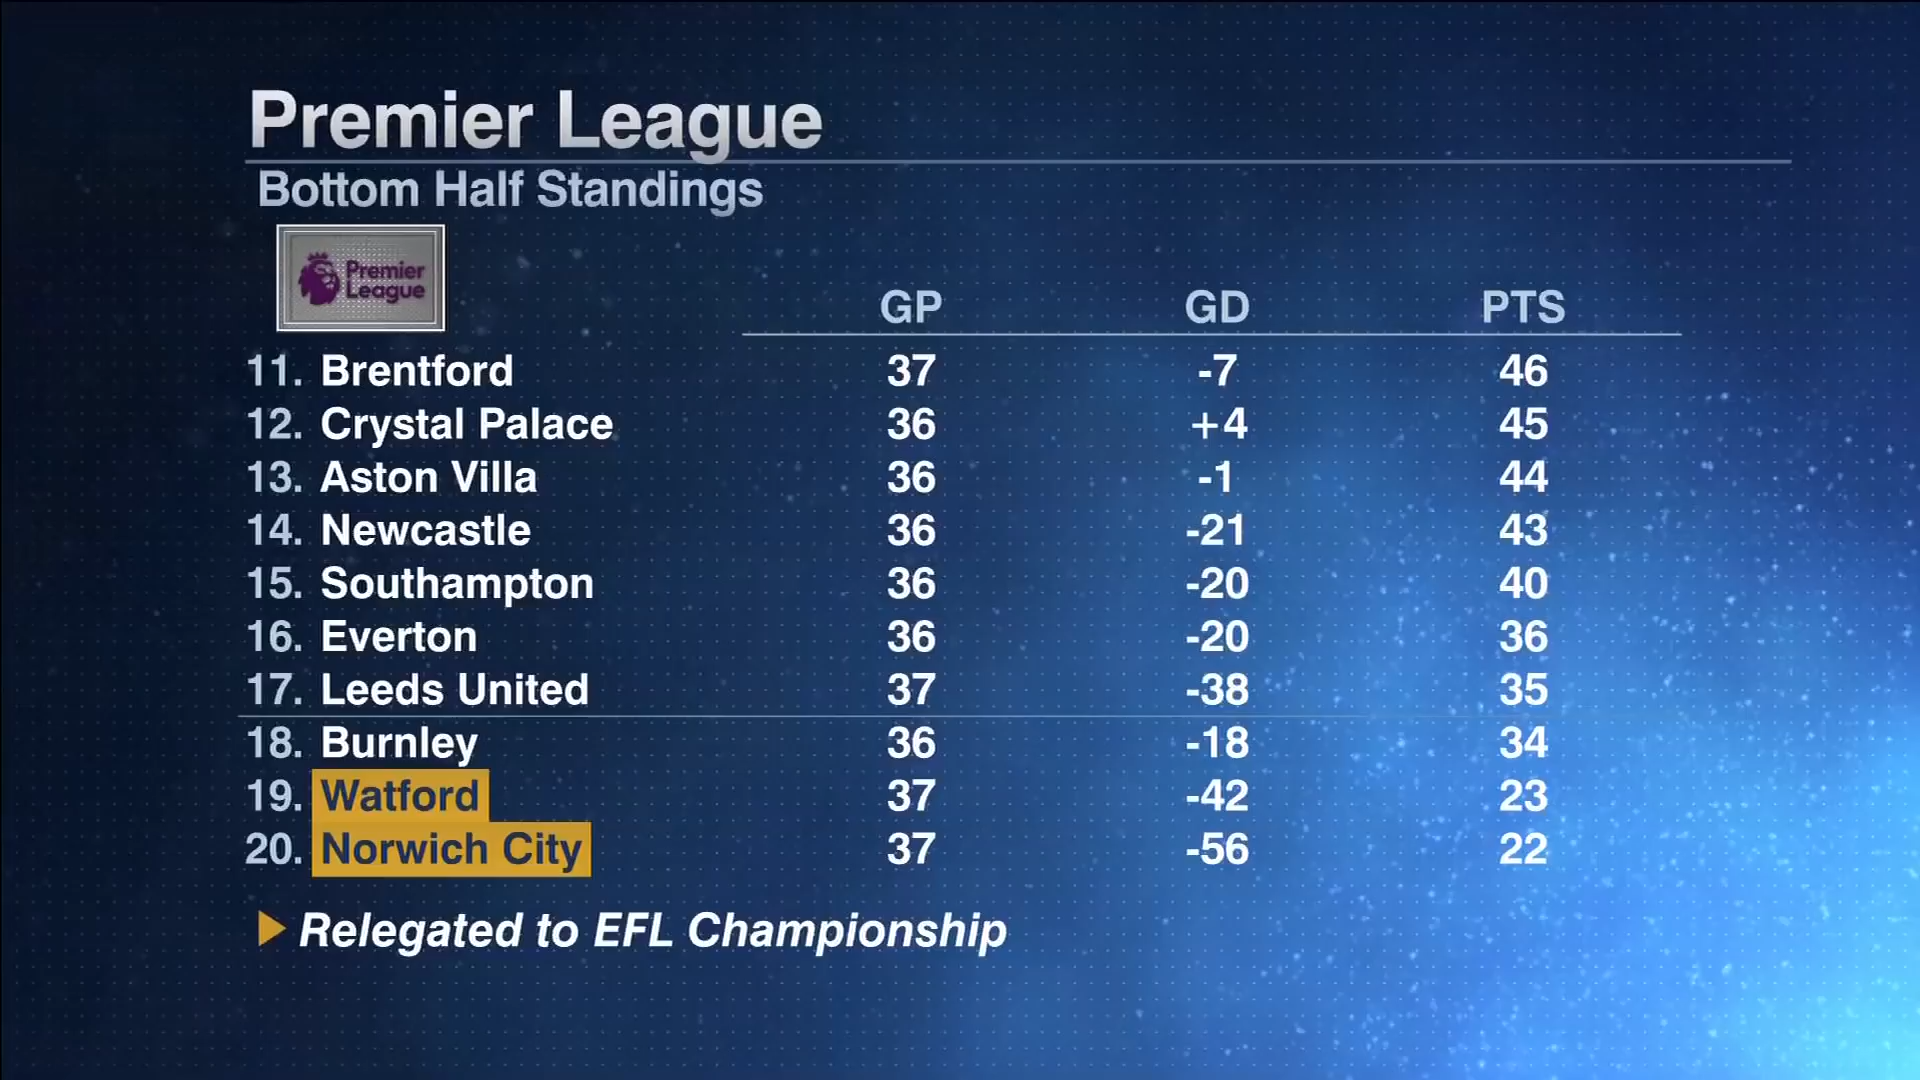 Premier League
Bottom Half Standings
Premier League
GP GD PTS
11. Brentford 37 -7 46
12. Crystal Palace 36 +4 45
13. Aston Villa 36 -1 44
14. Newcastle 36 -21 43
15. Southampton 36 -20 40
16. Everton 36 -20 36
17. Leeds United 37 -38 35
18. Burnley 36 -18 34
19. Watford 37 -42 23
20. Norwich City 37 -56 22
Relegated to EFL Championship